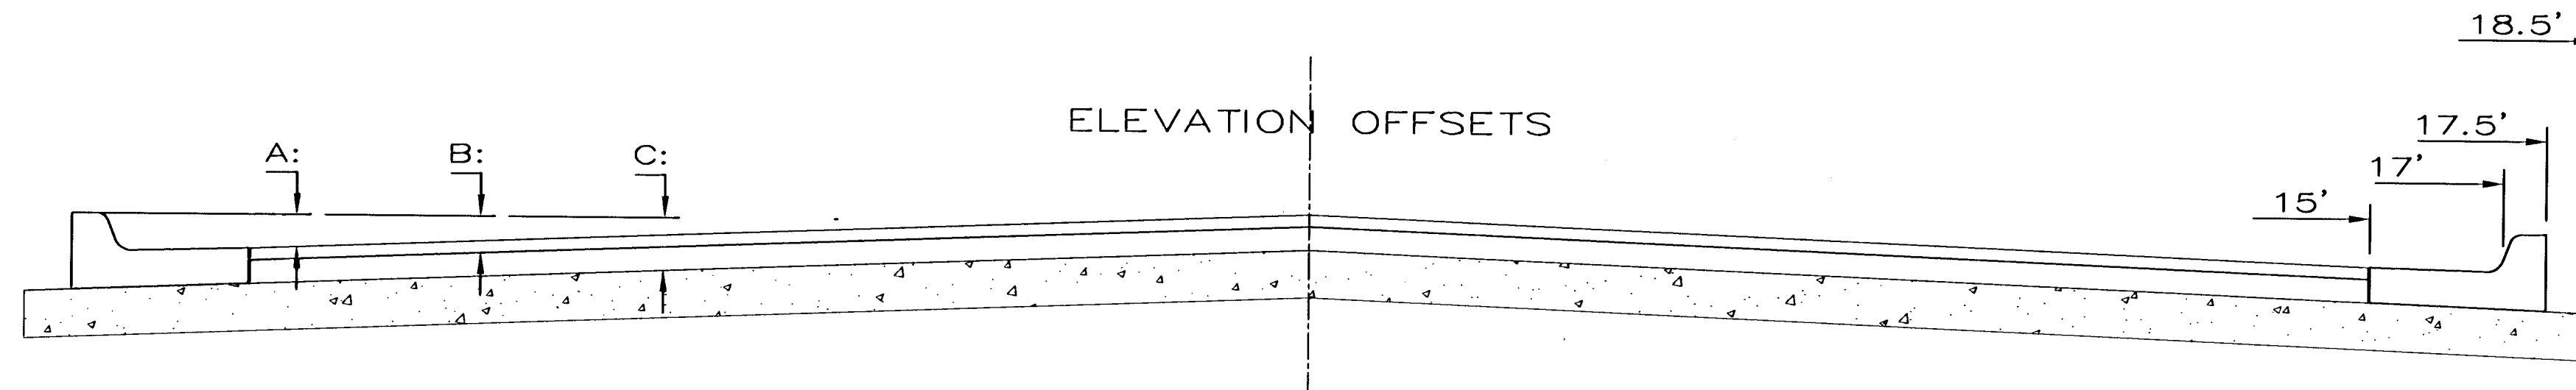 18.5'
ELEVATION OFFSETS
17.5'
A:
B:
C:
17'
15'